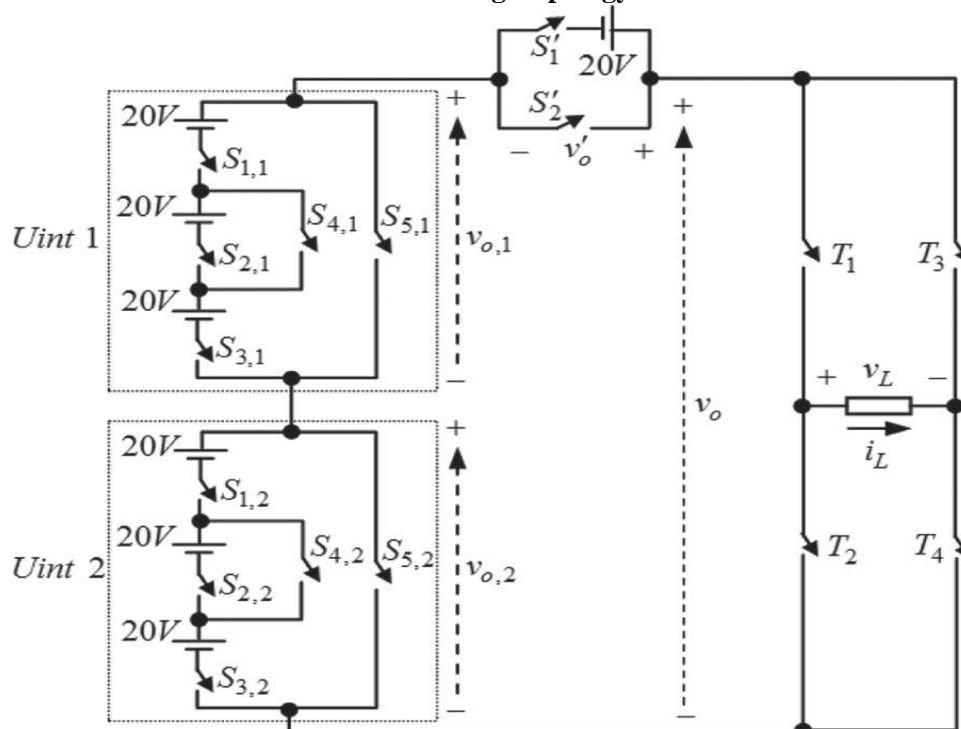 S′₁
20V
S′₂
− v′ₒ +
+
+
20V
S₁,₁
20V
S₄,₁
S₅,₁
Uint 1
S₂,₁
vₒ,₁
20V
S₃,₁
−
T₁
T₃
+ v_L −
i_L
vₒ
+
20V
S₁,₂
20V
S₄,₂
S₅,₂
Uint 2
S₂,₂
vₒ,₂
20V
S₃,₂
−
−
T₂
T₄